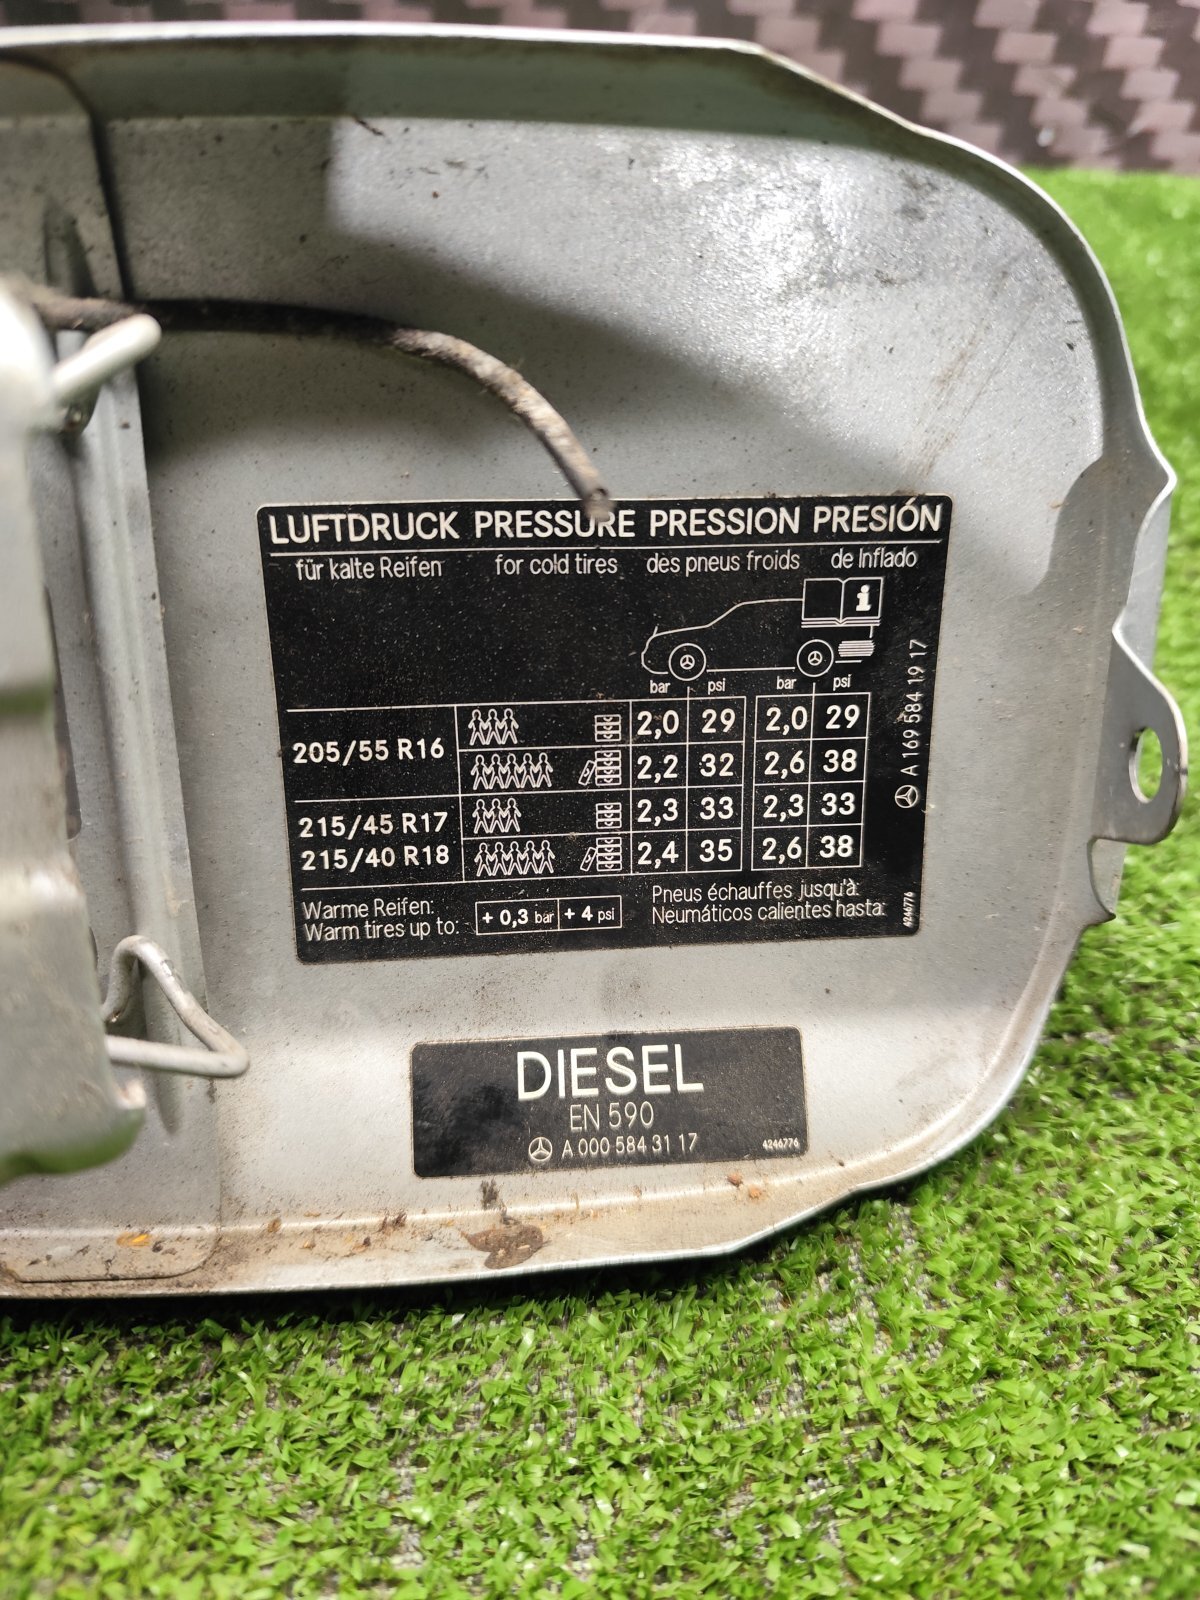 LUFTDRUCK PRESSURE PRESSION PRESIÓN
für kalte Reifen for cold tires des pneus froids de Inflado
i
bar psi bar psi
205/55 R16 2,0 29 2,0 29
2,2 32 2,6 38
215/45 R17 2,3 33 2,3 33
215/40 R18 2,4 35 2,6 38
Warme Reifen: Pneus échauffes jusqu'à:
Warm tires up to: + 0,3 bar + 4 psi Neumáticos calientes hasta:
A 169 584 19 17
4246776
DIESEL
EN 590
A 000 584 31 17 4246776